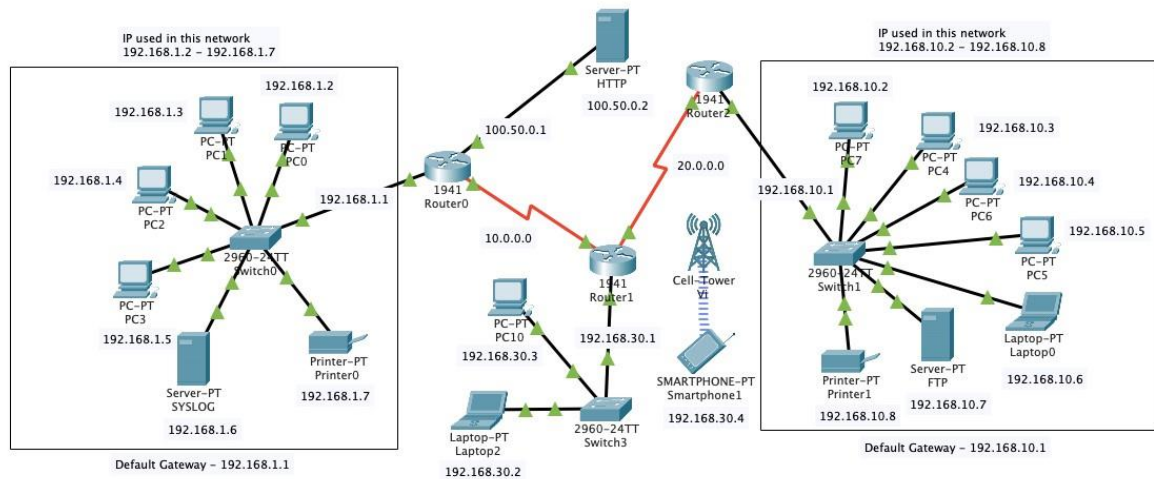 IP used in this network
192.168.1.2 - 192.168.1.7
192.168.1.2
192.168.1.3
PC-PT
PC1
PC-PT
PC0
192.168.1.4
PC-PT
PC2
192.168.1.1
2960-24TT
Switch0
PC-PT
PC3
192.168.1.5
Server-PT
SYSLOG
192.168.1.6
Printer-PT
Printer0
192.168.1.7
Default Gateway - 192.168.1.1
Server-PT
HTTP
100.50.0.2
100.50.0.1
1941
Router0
10.0.0.0
1941
Router1
20.0.0.0
1941
Router2
Cell-Tower
SMARTPHONE-PT
Smartphone1
192.168.30.4
PC-PT
PC10
192.168.30.3
192.168.30.1
Laptop-PT
Laptop2
192.168.30.2
2960-24TT
Switch3
IP used in this network
192.168.10.2 - 192.168.10.8
192.168.10.2
PC-PT
PC7
192.168.10.3
PC-PT
PC4
192.168.10.1
192.168.10.4
PC-PT
PC6
192.168.10.5
PC-PT
PC5
2960-24TT
Switch1
Laptop-PT
Laptop0
192.168.10.6
Server-PT
FTP
192.168.10.7
Printer-PT
Printer1
192.168.10.8
Default Gateway - 192.168.10.1